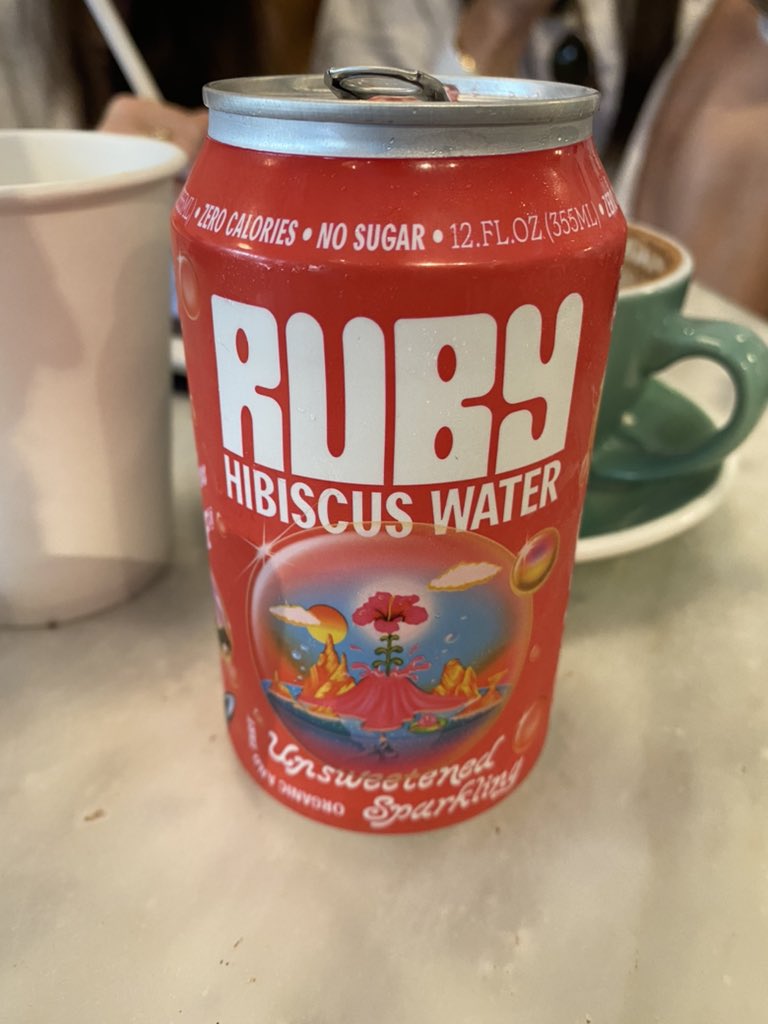 • ZERO CALORIES • NO SUGAR • 12.FL.OZ (355ML) •
RUBY
HIBISCUS WATER
Unsweetened
Sparkling
ORGANIC